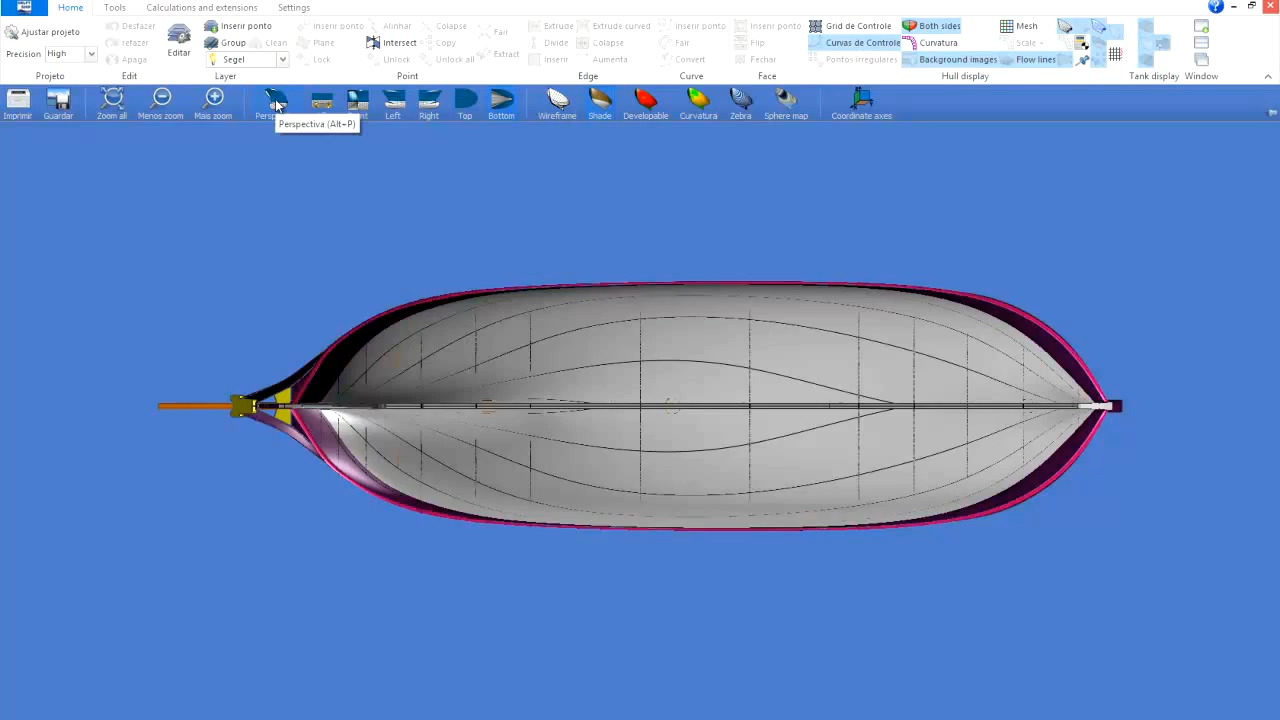 Home Tools Calculations and extensions Settings
Ajustar projeto Desfazer Inserir ponto Inserir ponto Alinhar Colapse Fair Extrude Extrude curved Inserir ponto Inserir ponto Grid de Controle Both sides Mesh
Precision High refazer Editar Group Clean Plane Intersect Copy Extract Divide Colapse Fair Flip Curvas de Controle Curvatura Scale
Apaga Segel Lock Unlock Unlock all Inserir Aumenta Convert Fechar Pontos irregulares Background images Flow lines
Projeto Edit Layer Point Edge Curve Face Hull display Tank display Window
Imprimir Guardar Zoom all Menos zoom Mais zoom Left Right Top Bottom Wireframe Shade Developable Curvatura Zebra Sphere map Coordinate axes
Perspectiva (Alt+P)